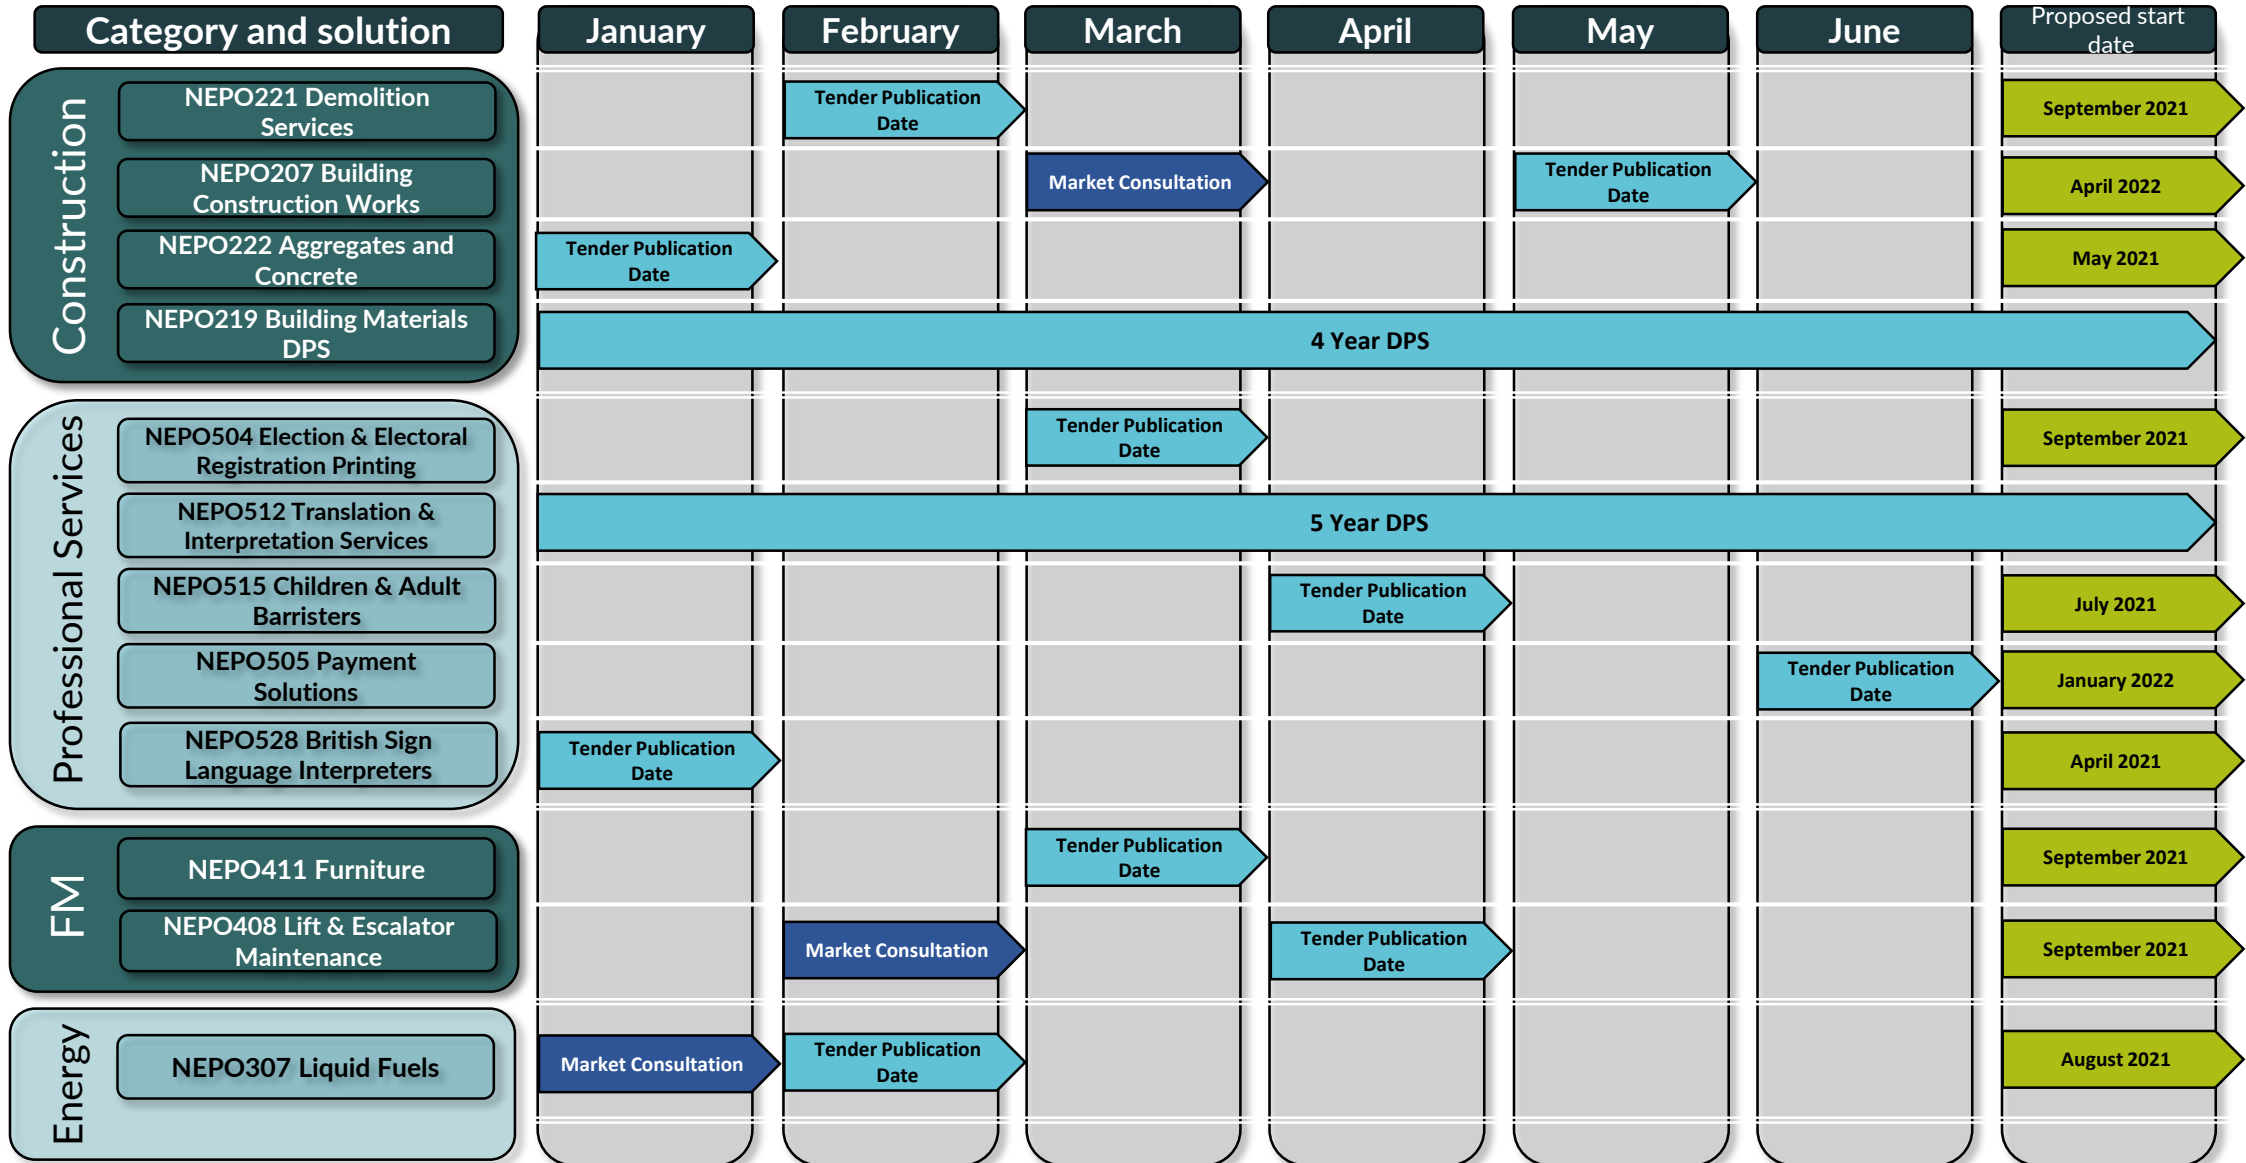 Category and solution
January
February
March
April
May
June
Proposed start
date
Construction
NEPO221 Demolition
Services
Tender Publication
Date
September 2021
NEPO207 Building
Construction Works
Market Consultation
Tender Publication
Date
April 2022
NEPO222 Aggregates and
Concrete
Tender Publication
Date
May 2021
NEPO219 Building Materials
DPS
4 Year DPS
Professional Services
NEPO504 Election & Electoral
Registration Printing
Tender Publication
Date
September 2021
NEPO512 Translation &
Interpretation Services
5 Year DPS
NEPO515 Children & Adult
Barristers
Tender Publication
Date
July 2021
NEPO505 Payment
Solutions
Tender Publication
Date
January 2022
NEPO528 British Sign
Language Interpreters
Tender Publication
Date
April 2021
FM
NEPO411 Furniture
Tender Publication
Date
September 2021
NEPO408 Lift & Escalator
Maintenance
Market Consultation
Tender Publication
Date
September 2021
Energy
NEPO307 Liquid Fuels
Market Consultation
Tender Publication
Date
August 2021